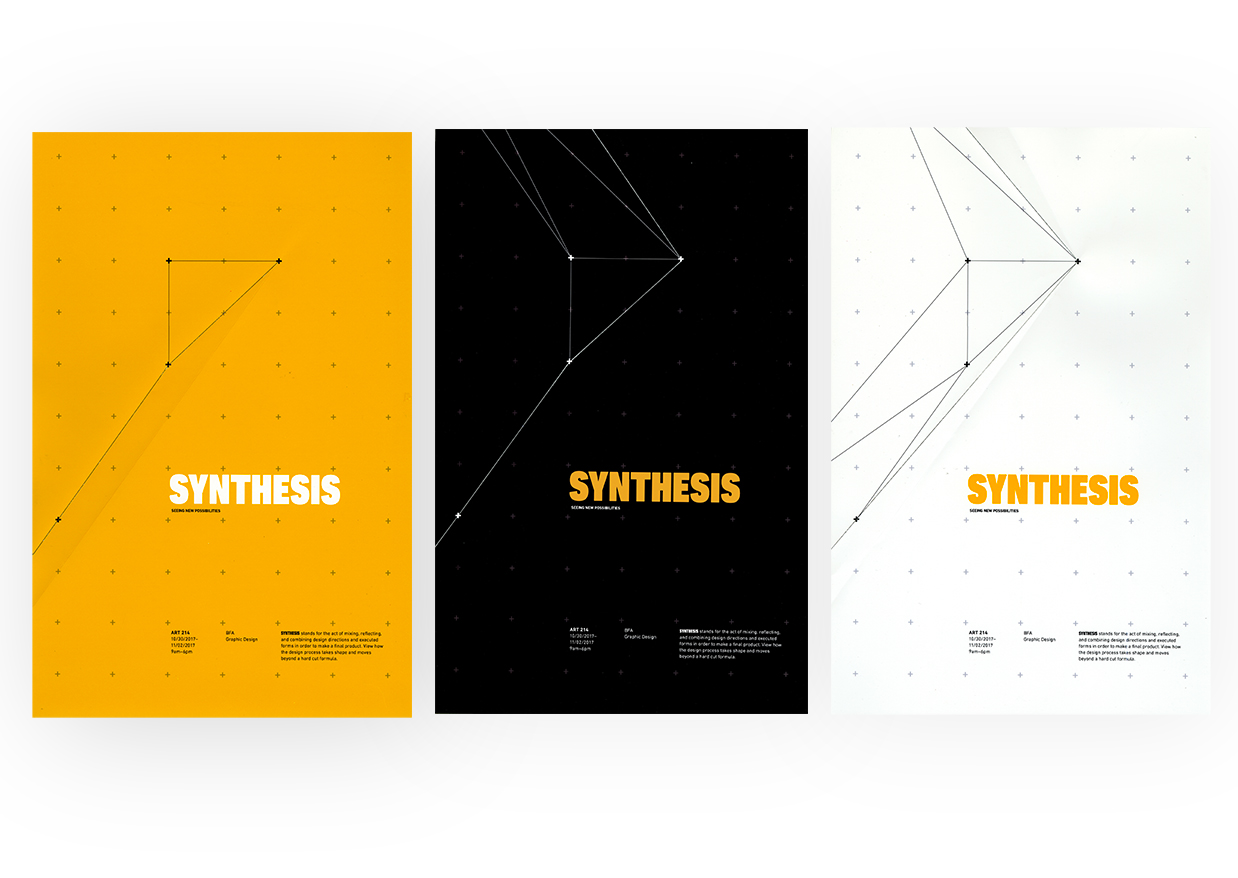 SYNTHESIS
SEEING NEW POSSIBILITIES
ART 214
10/30/2017–
11/02/2017
9am–6pm
BFA
Graphic Design
SYNTHESIS stands for the act of mixing, reflecting,
and combining design directions and executed
forms in order to make a final product. View how
the design process takes shape and moves
beyond a hard cut formula.
SYNTHESIS
SEEING NEW POSSIBILITIES
ART 214
10/30/2017–
11/02/2017
9am–6pm
BFA
Graphic Design
SYNTHESIS stands for the act of mixing, reflecting,
and combining design directions and executed
forms in order to make a final product. View how
the design process takes shape and moves
beyond a hard cut formula.
SYNTHESIS
SEEING NEW POSSIBILITIES
ART 214
10/30/2017–
11/02/2017
9am–6pm
BFA
Graphic Design
SYNTHESIS stands for the act of mixing, reflecting,
and combining design directions and executed
forms in order to make a final product. View how
the design process takes shape and moves
beyond a hard cut formula.